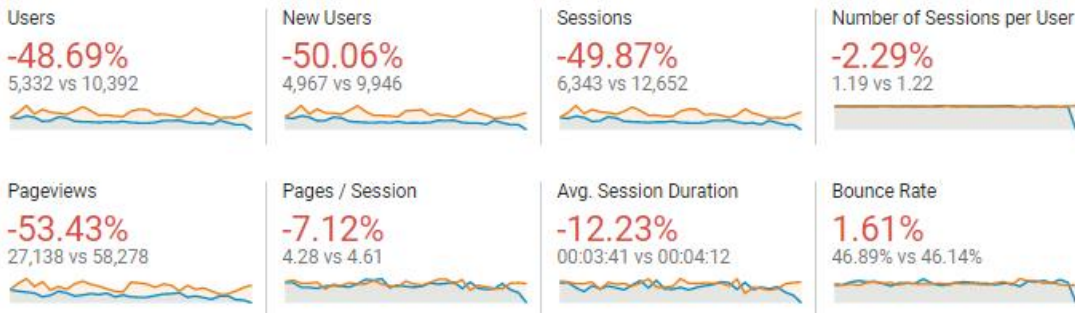 Users
-48.69%
5,332 vs 10,392
New Users
-50.06%
4,967 vs 9,946
Sessions
-49.87%
6,343 vs 12,652
Number of Sessions per User
-2.29%
1.19 vs 1.22
Pageviews
-53.43%
27,138 vs 58,278
Pages / Session
-7.12%
4.28 vs 4.61
Avg. Session Duration
-12.23%
00:03:41 vs 00:04:12
Bounce Rate
1.61%
46.89% vs 46.14%